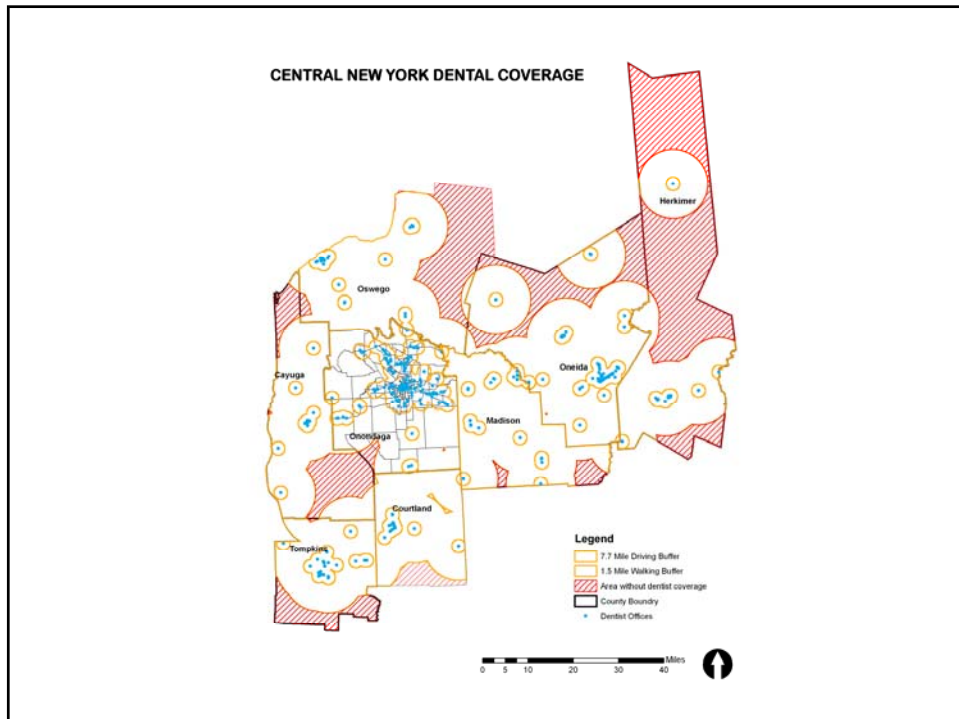 CENTRAL NEW YORK DENTAL COVERAGE
Herkimer
Oswego
Cayuga
Oneida
Madison
Onondaga
Courtland
Tompkins
Legend
7.7 Mile Driving Buffer
1.5 Mile Walking Buffer
Area without dentist coverage
County Boundry
Dentist Offices
Miles
0 5 10 20 30 40